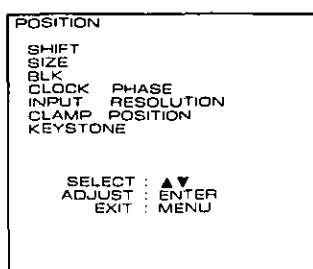 POSITION
SHIFT
SIZE
BLK
CLOCK PHASE
INPUT RESOLUTION
CLAMP POSITION
KEYSTONE
SELECT : ▲▼
ADJUST : ENTER
EXIT : MENU